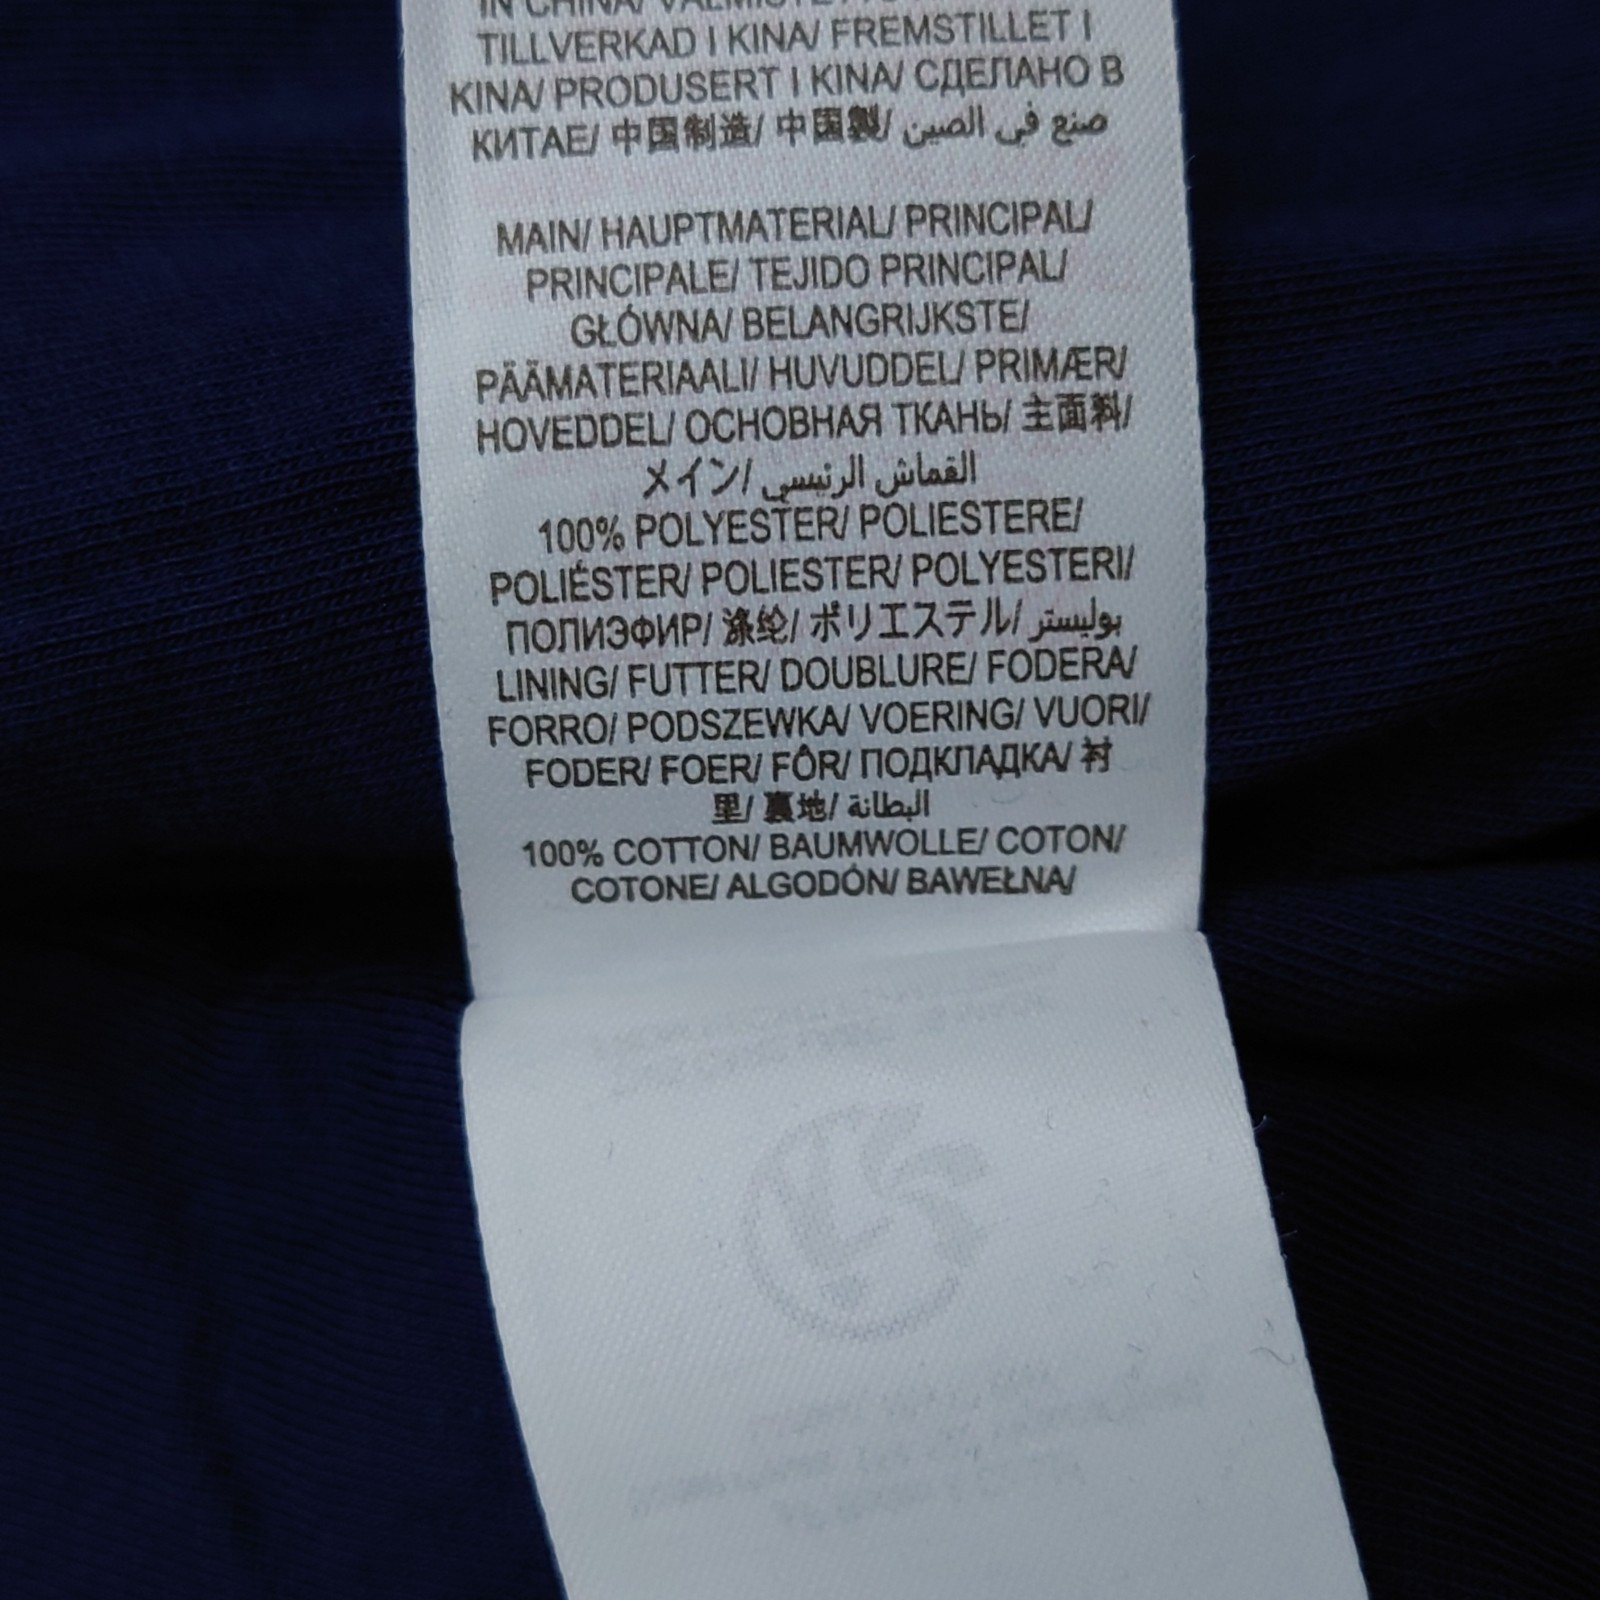 IN CHINA/
TILLVERKAD I KINA/ FREMSTILLET I
KINA/ PRODUSERT I KINA/ СДЕЛАНО В
КИТАЕ/ 中国制造/ 中国製/ صنع في الصين
MAIN/ HAUPTMATERIAL/ PRINCIPAL/
PRINCIPALE/ TEJIDO PRINCIPAL/
GŁÓWNA/ BELANGRIJKSTE/
PÄÄMATERIAALI/ HUVUDDEL/ PRIMÆR/
HOVEDDEL/ ОСНОВНАЯ ТКАНЬ/ 主面料/
メイン/ القماش الرئيسي
100% POLYESTER/ POLIESTERE/
POLIÉSTER/ POLIESTER/ POLYESTERI/
ПОЛИЭФИР/ 涤纶/ ポリエステル/ بوليستر
LINING/ FUTTER/ DOUBLURE/ FODERA/
FORRO/ PODSZEWKA/ VOERING/ VUORI/
FODER/ FOER/ FÔR/ ПОДКЛАДКА/ 衬
里/ 裏地/ البطانة
100% COTTON/ BAUMWOLLE/ COTON/
COTONE/ ALGODÓN/ BAWEŁNA/